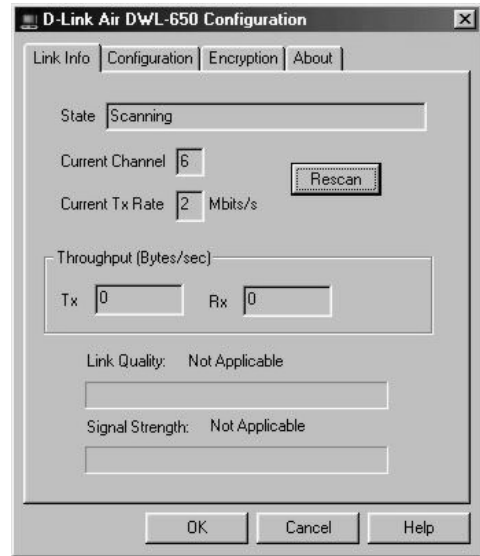 D-Link Air DWL-650 Configuration
Link Info Configuration Encryption About
State Scanning
Current Channel 6
Rescan
Current Tx Rate 2 Mbits/s
Throughput (Bytes/sec)
Tx 0 Rx 0
Link Quality: Not Applicable
Signal Strength: Not Applicable
OK Cancel Help